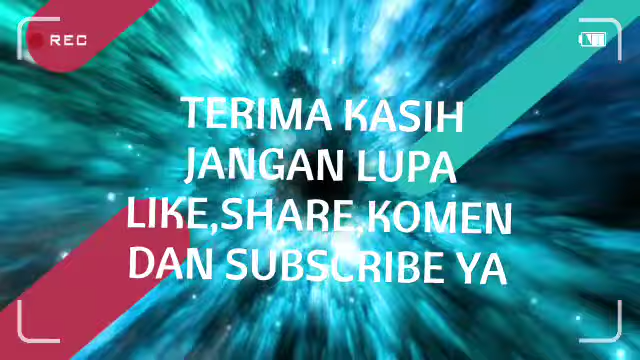 REC
TERIMA KASIH
JANGAN LUPA
LIKE,SHARE,KOMEN
DAN SUBSCRIBE YA